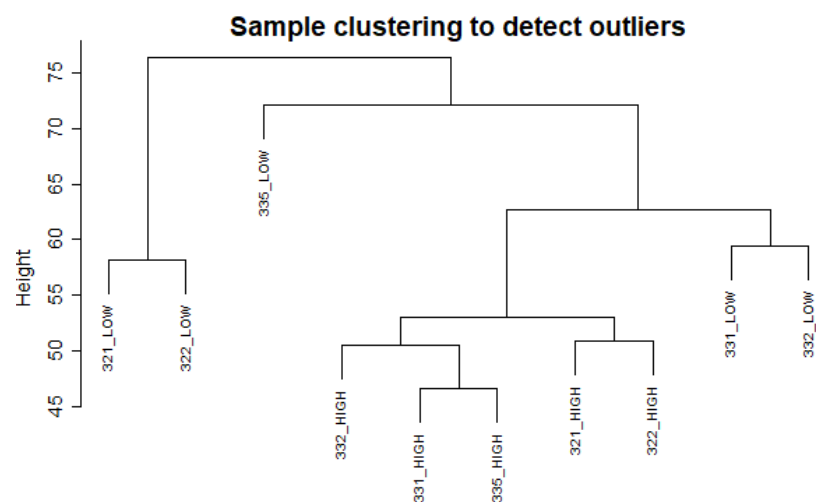 Sample clustering to detect outliers
Height
75
70
65
60
55
50
45
321_LOW
322_LOW
335_LOW
332_HIGH
331_HIGH
335_HIGH
321_HIGH
322_HIGH
331_LOW
332_LOW